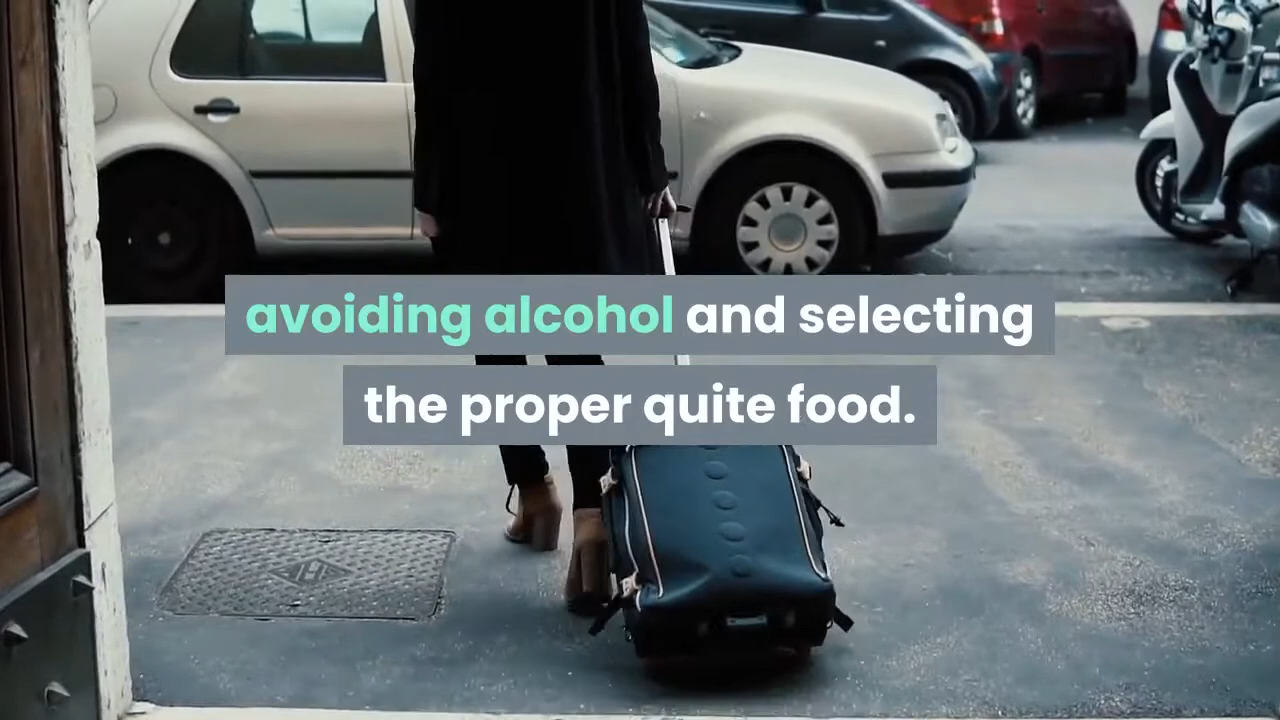 avoiding alcohol and selecting
the proper quite food.